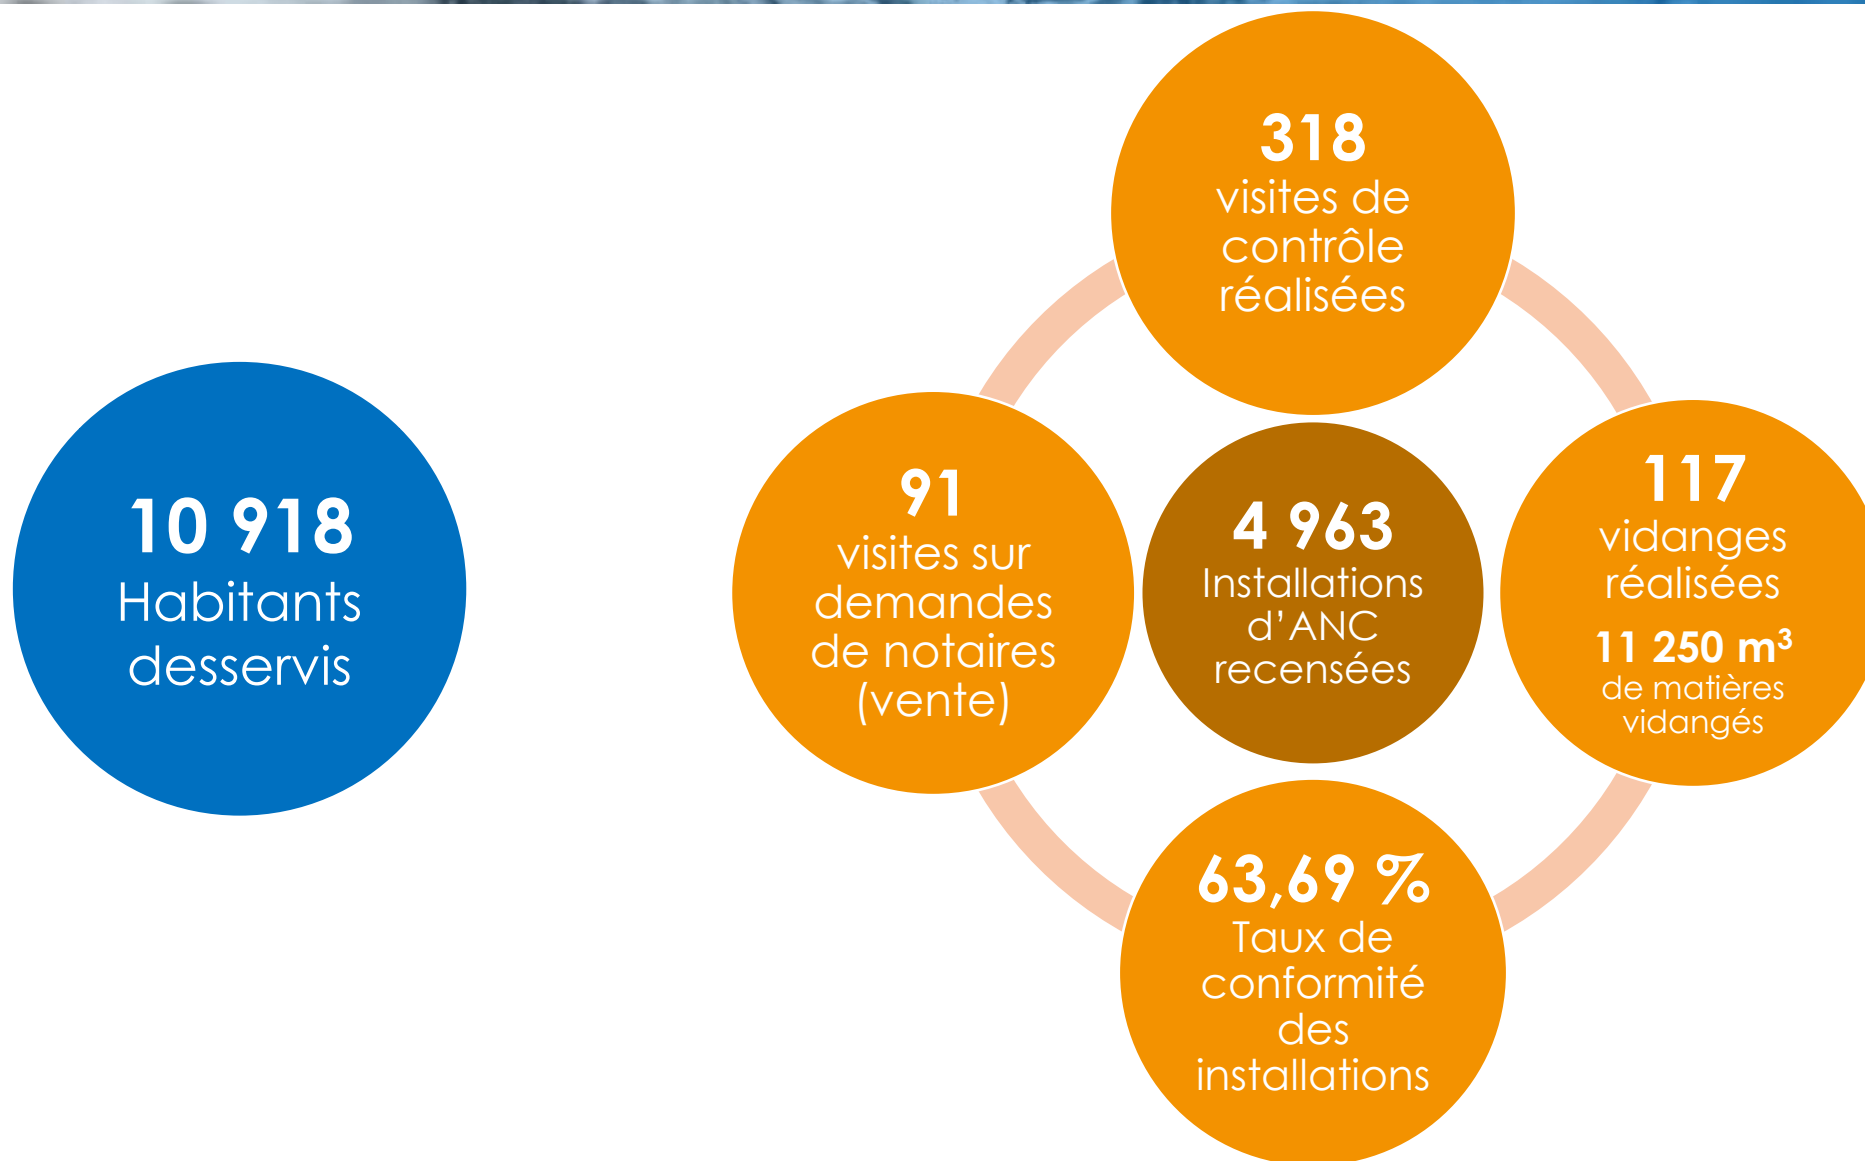 10 918
Habitants
desservis
318
visites de
contrôle
réalisées
91
visites sur
demandes
de notaires
(vente)
4 963
Installations
d’ANC
recensées
117
vidanges
réalisées
11 250 m³
de matières
vidangés
63,69 %
Taux de
conformité
des
installations